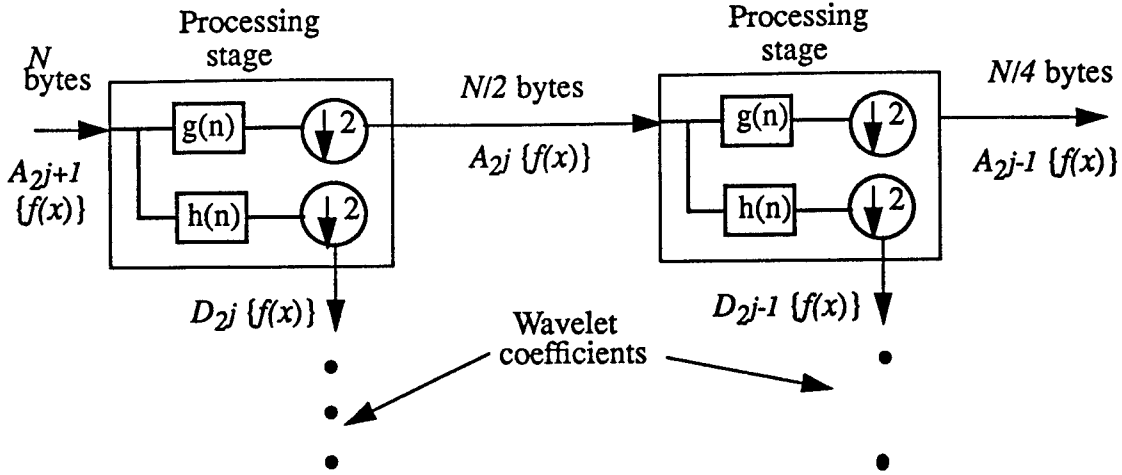 Processing
stage
N
bytes
g(n)
2
A2j+1
{f(x)}
h(n)
2
D2j {f(x)}
N/2 bytes
A2j {f(x)}
Processing
stage
g(n)
2
h(n)
2
D2j-1 {f(x)}
N/4 bytes
A2j-1 {f(x)}
Wavelet
coefficients